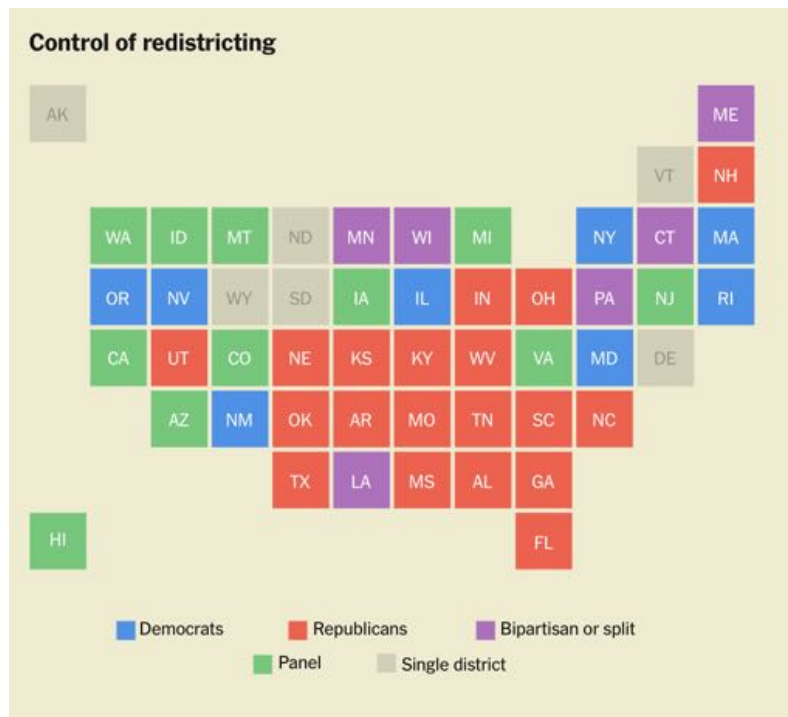 Control of redistricting
AK ME
VT NH
WA ID MT ND MN WI MI NY CT MA
OR NV WY SD IA IL IN OH PA NJ RI
CA UT CO NE KS KY WV VA MD DE
AZ NM OK AR MO TN SC NC
TX LA MS AL GA
HI FL
Democrats Republicans Bipartisan or split
Panel Single district